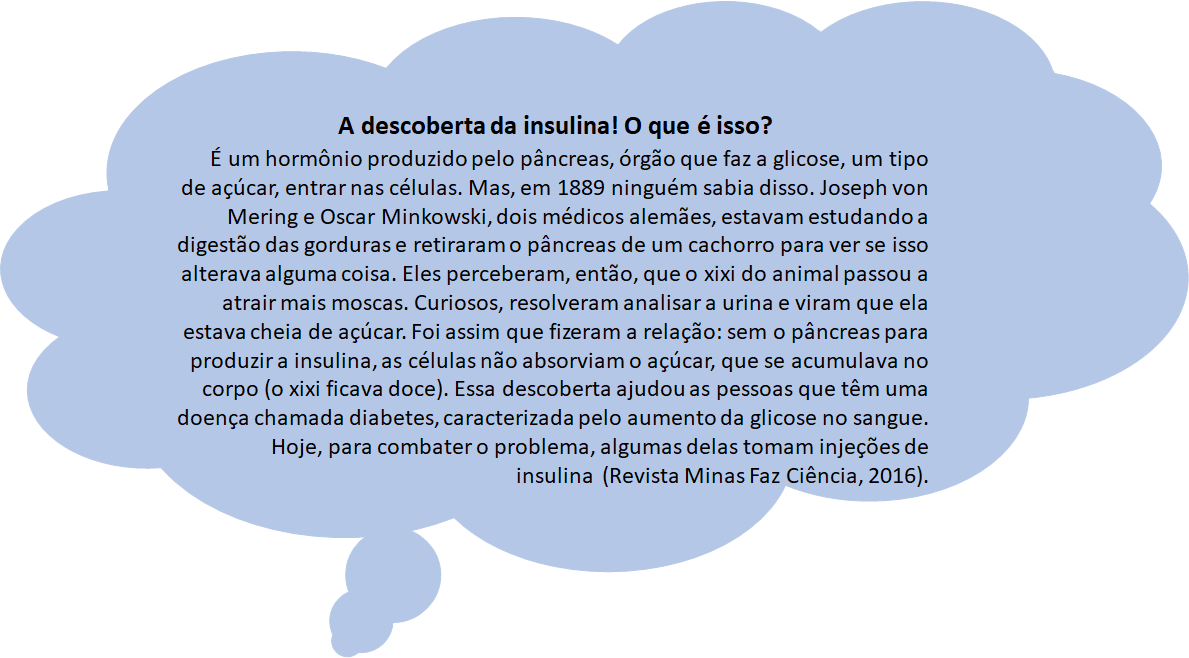 A descoberta da insulina! O que é isso?
É um hormônio produzido pelo pâncreas, órgão que faz a glicose, um tipo
de açúcar, entrar nas células. Mas, em 1889 ninguém sabia disso. Joseph von
Mering e Oscar Minkowski, dois médicos alemães, estavam estudando a
digestão das gorduras e retiraram o pâncreas de um cachorro para ver se isso
alterava alguma coisa. Eles perceberam, então, que o xixi do animal passou a
atrair mais moscas. Curiosos, resolveram analisar a urina e viram que ela
estava cheia de açúcar. Foi assim que fizeram a relação: sem o pâncreas para
produzir a insulina, as células não absorviam o açúcar, que se acumulava no
corpo (o xixi ficava doce). Essa descoberta ajudou as pessoas que têm uma
doença chamada diabetes, caracterizada pelo aumento da glicose no sangue.
Hoje, para combater o problema, algumas delas tomam injeções de
insulina (Revista Minas Faz Ciência, 2016).